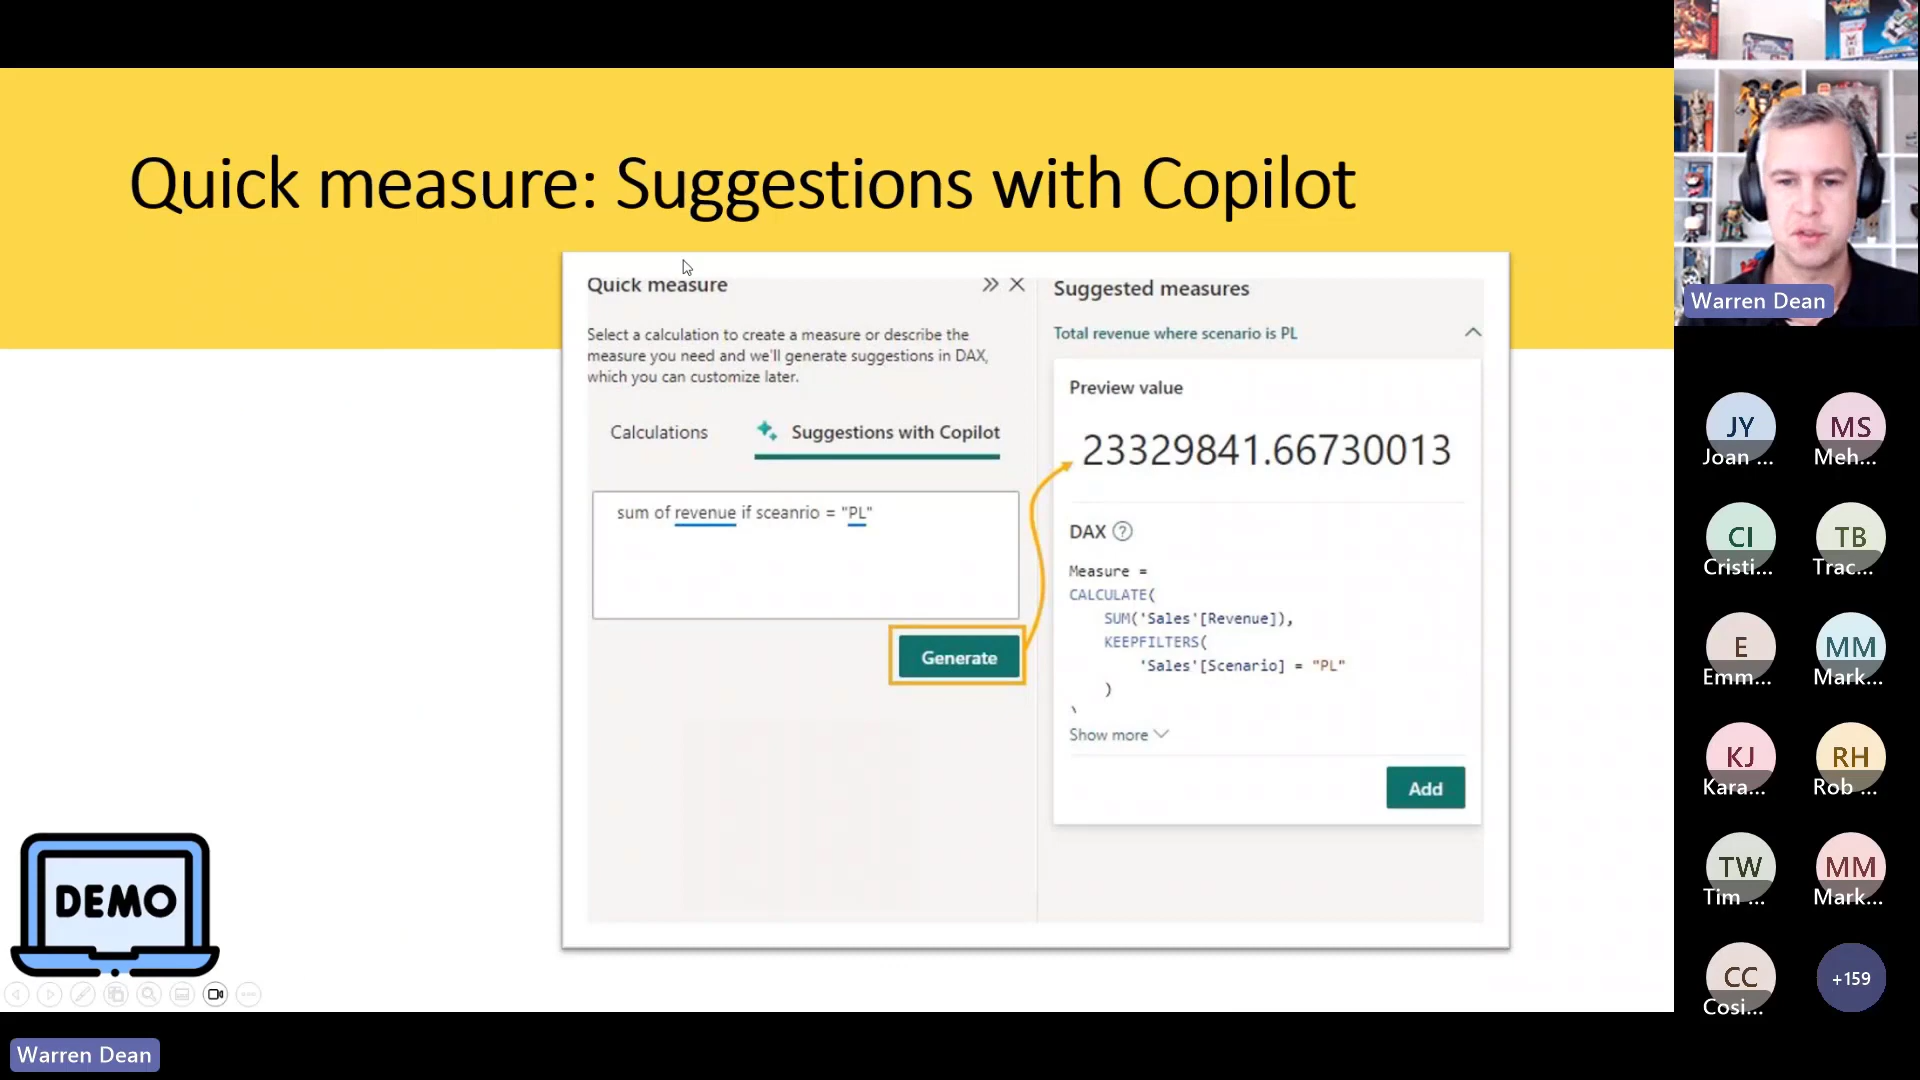 Quick measure: Suggestions with Copilot
Quick measure
Select a calculation to create a measure or describe the
measure you need and we'll generate suggestions in DAX,
which you can customize later.
Calculations
Suggestions with Copilot
sum of revenue if sceanrio = "PL"
Generate
Suggested measures
Total revenue where scenario is PL
Preview value
23329841.66730013
DAX ?
Measure =
CALCULATE(
SUM('Sales'[Revenue]),
KEEPFILTERS(
'Sales'[Scenario] = "PL"
)
Show more
Add
DEMO
Warren Dean
Warren Dean
JY
Joan ...
MS
Meh...
CI
Cristi...
TB
Trac...
E
Emm...
MM
Mark...
KJ
Kara...
RH
Rob ...
TW
Tim ...
MM
Mark...
CC
Cosi...
+159